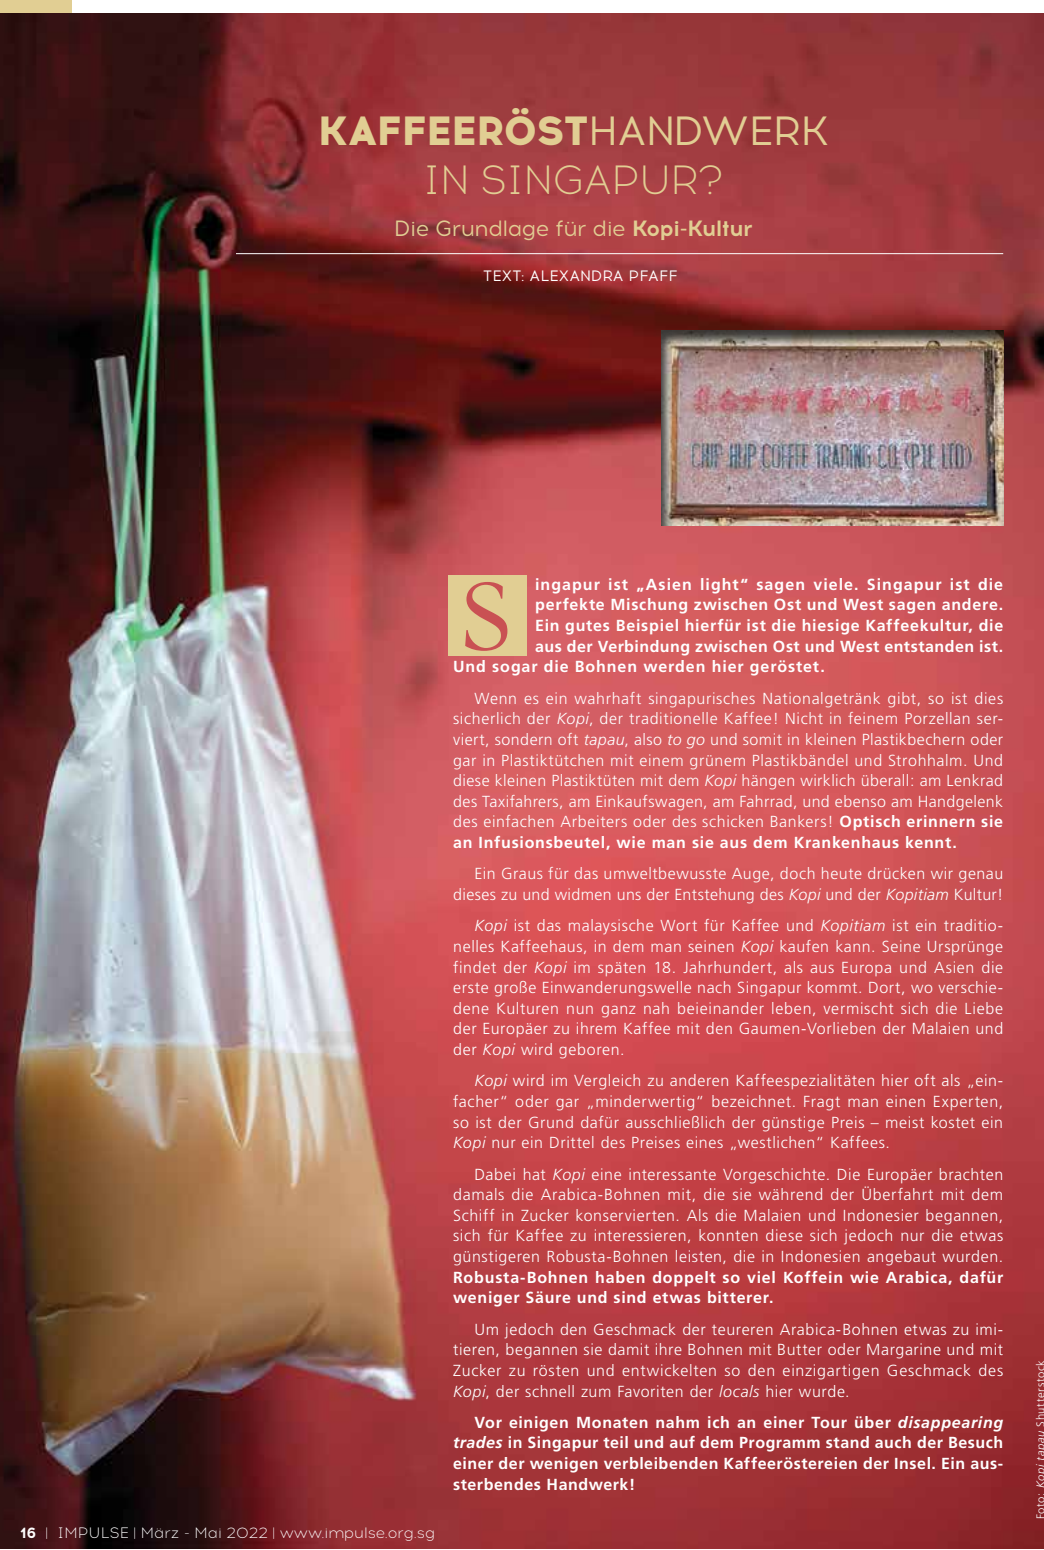 KAFFEERÖSTHANDWERK
IN SINGAPUR?
Die Grundlage für die Kopi-Kultur
TEXT: ALEXANDRA PFAFF
CHIP HUP COFFEE TRADING CO. (PTE LTD)
Singapur ist „Asien light“ sagen viele. Singapur ist die
perfekte Mischung zwischen Ost und West sagen andere.
Ein gutes Beispiel hierfür ist die hiesige Kaffeekultur, die
aus der Verbindung zwischen Ost und West entstanden ist.
Und sogar die Bohnen werden hier geröstet.
Wenn es ein wahrhaft singapurisches Nationalgetränk gibt, so ist dies
sicherlich der Kopi, der traditionelle Kaffee! Nicht in feinem Porzellan ser-
viert, sondern oft tapau, also to go und somit in kleinen Plastikbechern oder
gar in Plastiktütchen mit einem grünem Plastikbändel und Strohhalm. Und
diese kleinen Plastiktüten mit dem Kopi hängen wirklich überall: am Lenkrad
des Taxifahrers, am Einkaufswagen, am Fahrrad, und ebenso am Handgelenk
des einfachen Arbeiters oder des schicken Bankers! Optisch erinnern sie
an Infusionsbeutel, wie man sie aus dem Krankenhaus kennt.
Ein Graus für das umweltbewusste Auge, doch heute drücken wir genau
dieses zu und widmen uns der Entstehung des Kopi und der Kopitiam Kultur!
Kopi ist das malaysische Wort für Kaffee und Kopitiam ist ein traditio-
nelles Kaffeehaus, in dem man seinen Kopi kaufen kann. Seine Ursprünge
findet der Kopi im späten 18. Jahrhundert, als aus Europa und Asien die
erste große Einwanderungswelle nach Singapur kommt. Dort, wo verschie-
dene Kulturen nun ganz nah beieinander leben, vermischt sich die Liebe
der Europäer zu ihrem Kaffee mit den Gaumen-Vorlieben der Malaien und
der Kopi wird geboren.
Kopi wird im Vergleich zu anderen Kaffeespezialitäten hier oft als „ein-
facher“ oder gar „minderwertig“ bezeichnet. Fragt man einen Experten,
so ist der Grund dafür ausschließlich der günstige Preis – meist kostet ein
Kopi nur ein Drittel des Preises eines „westlichen“ Kaffees.
Dabei hat Kopi eine interessante Vorgeschichte. Die Europäer brachten
damals die Arabica-Bohnen mit, die sie während der Überfahrt mit dem
Schiff in Zucker konservierten. Als die Malaien und Indonesier begannen,
sich für Kaffee zu interessieren, konnten diese sich jedoch nur die etwas
günstigeren Robusta-Bohnen leisten, die in Indonesien angebaut wurden.
Robusta-Bohnen haben doppelt so viel Koffein wie Arabica, dafür
weniger Säure und sind etwas bitterer.
Um jedoch den Geschmack der teureren Arabica-Bohnen etwas zu imi-
tieren, begannen sie damit ihre Bohnen mit Butter oder Margarine und mit
Zucker zu rösten und entwickelten so den einzigartigen Geschmack des
Kopi, der schnell zum Favoriten der locals hier wurde.
Vor einigen Monaten nahm ich an einer Tour über disappearing
trades in Singapur teil und auf dem Programm stand auch der Besuch
einer der wenigen verbleibenden Kaffeeröstereien der Insel. Ein aus-
sterbendes Handwerk!
Foto: Kopi tapau Shutterstock
16 | IMPULSE | März - Mai 2022 | www.impulse.org.sg